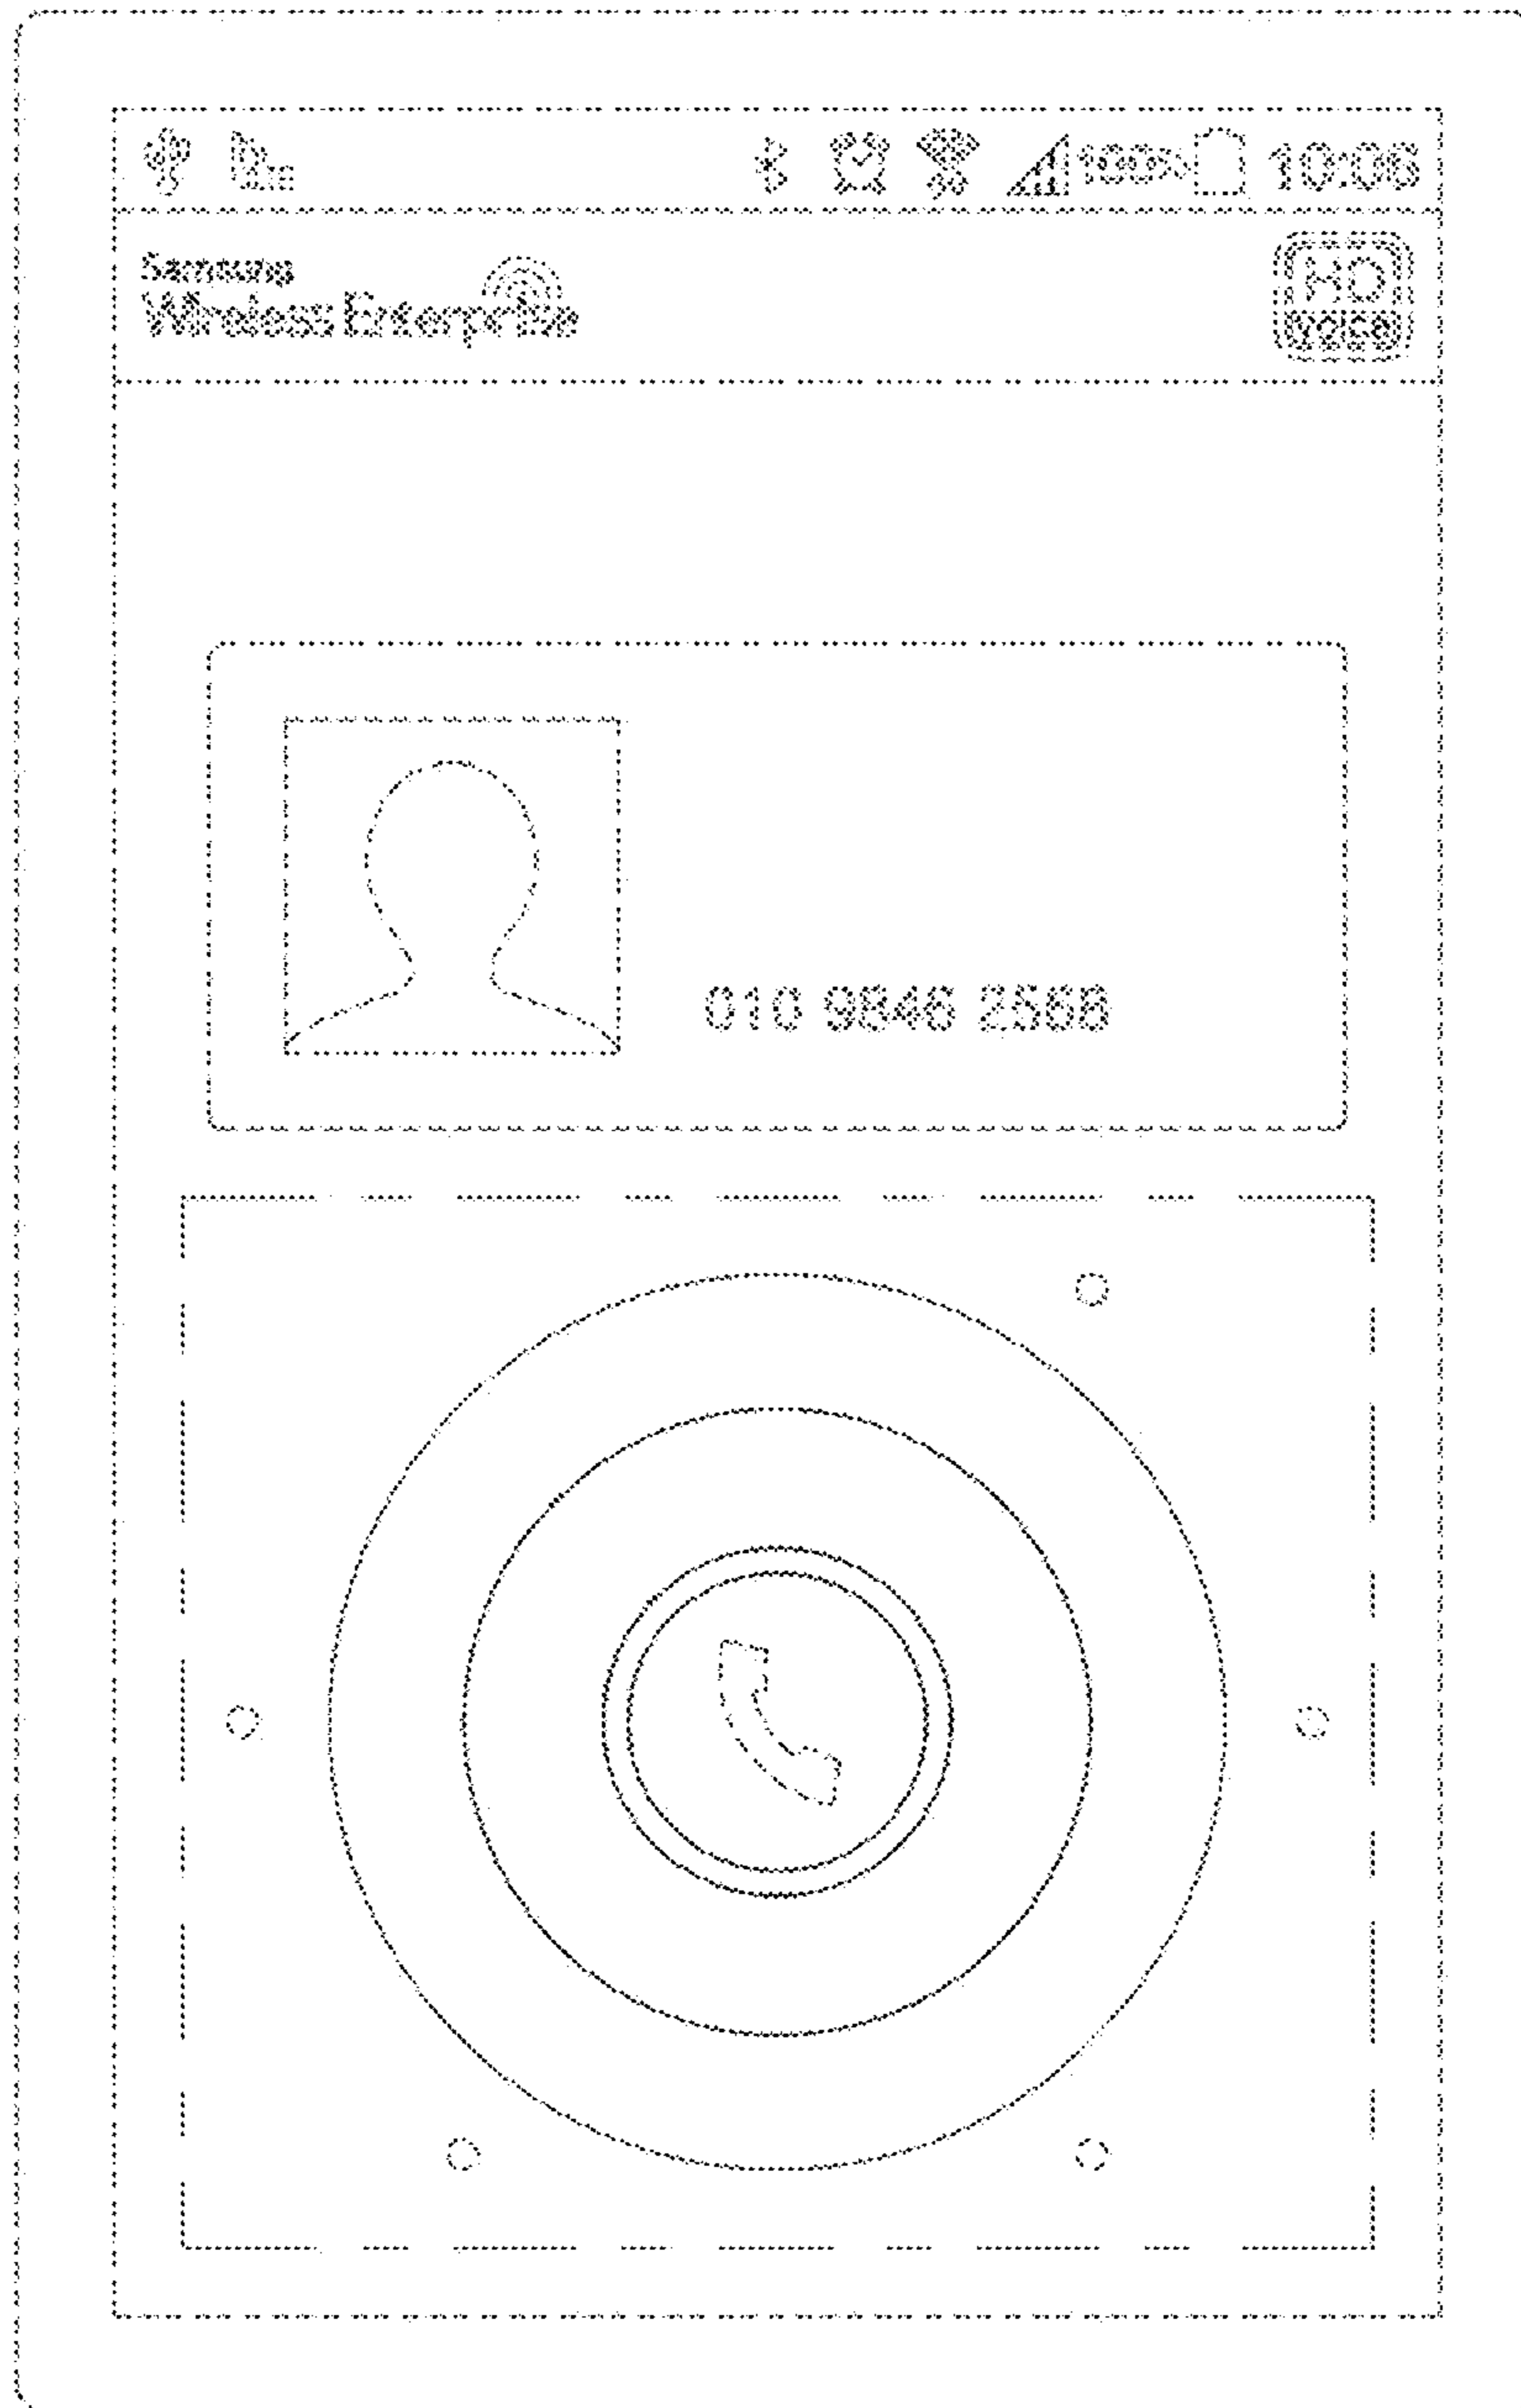 100% 10:06
Samsung
Wireless Enterprise
HD
VOICE
010 9846 2568